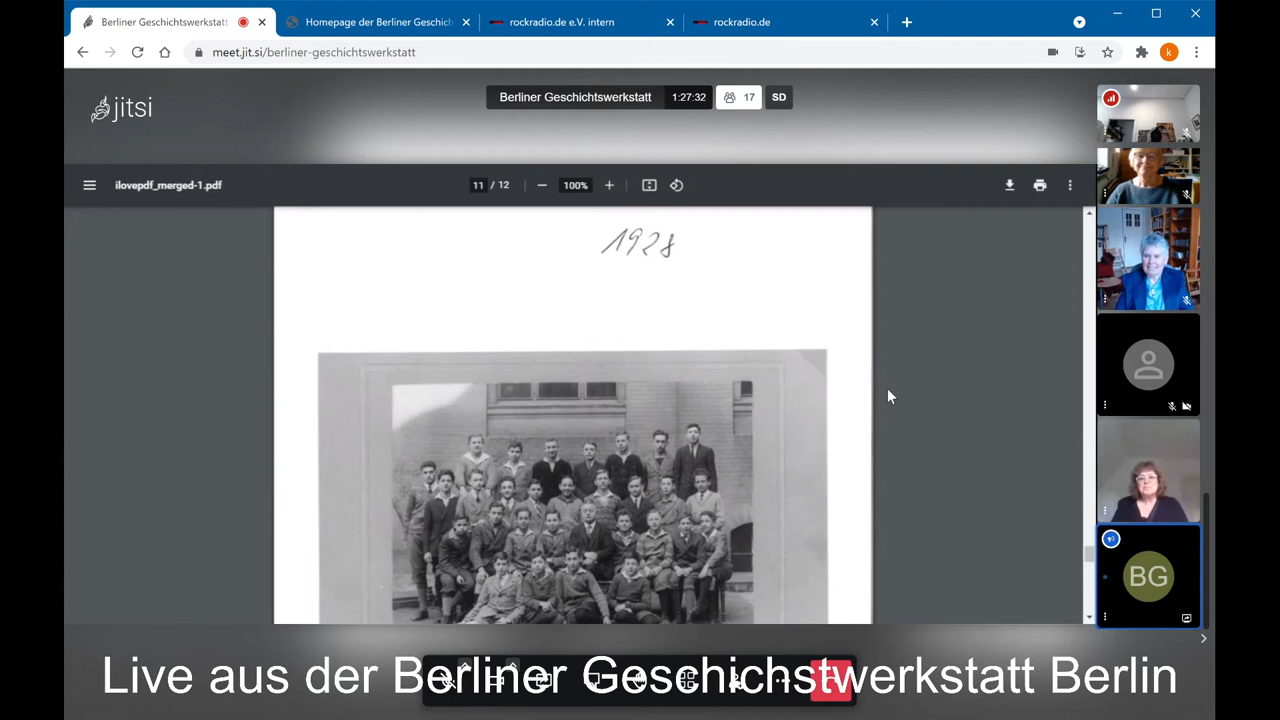 Berliner Geschichtswerkstatt
Homepage der Berliner Geschich
rockradio.de e.V. intern
rockradio.de
meet.jit.si/berliner-geschichtswerkstatt
k
jitsi
Berliner Geschichtswerkstatt 1:27:32 17 SD
ilovepdf_merged-1.pdf 11 / 12 100%
1928
BG
Live aus der Berliner Geschichstwerkstatt Berlin